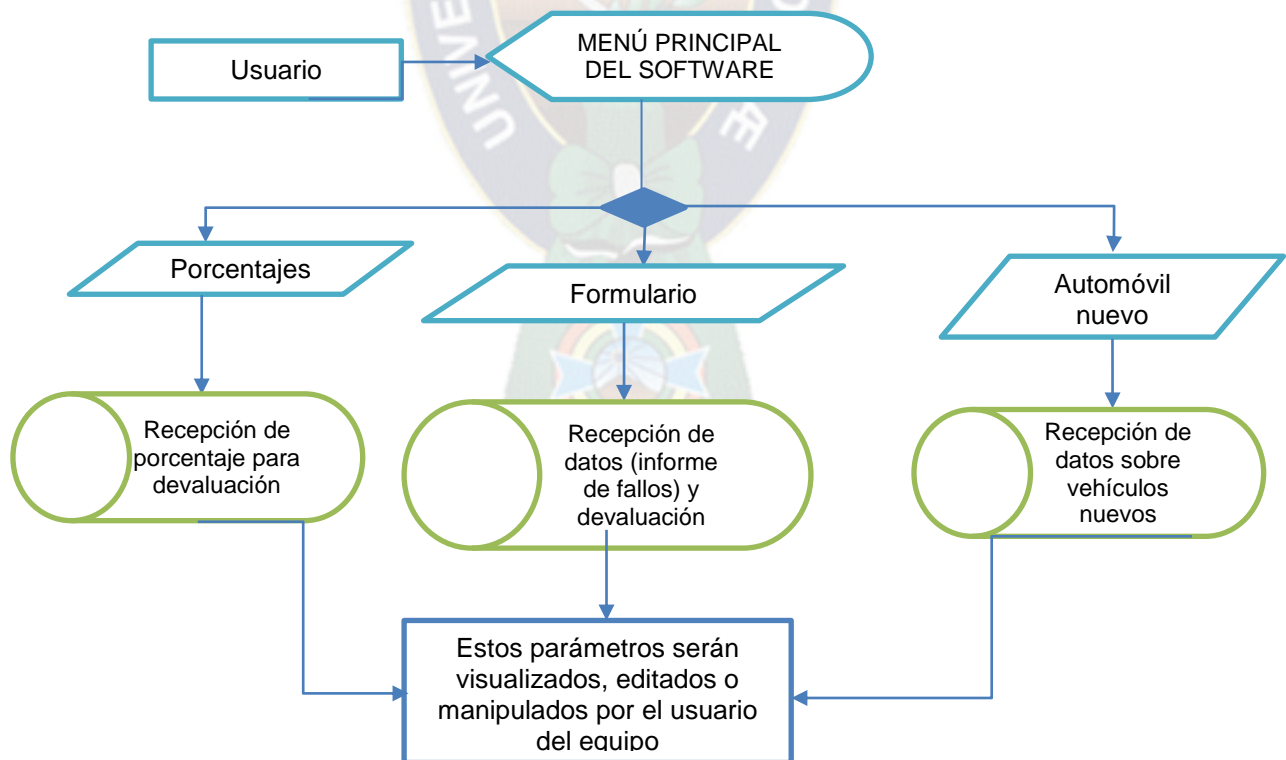 MENÚ PRINCIPAL
DEL SOFTWARE
Usuario
UNIVE
Æ
Porcentajes
Formulario
Automóvil
nuevo
Recepción de
porcentaje para
devaluación
Recepción de
datos (informe
de fallos) y
devaluación
Recepción de
datos sobre
vehículos
nuevos
Estos parámetros serán
visualizados, editados o
manipulados por el usuario
del equipo